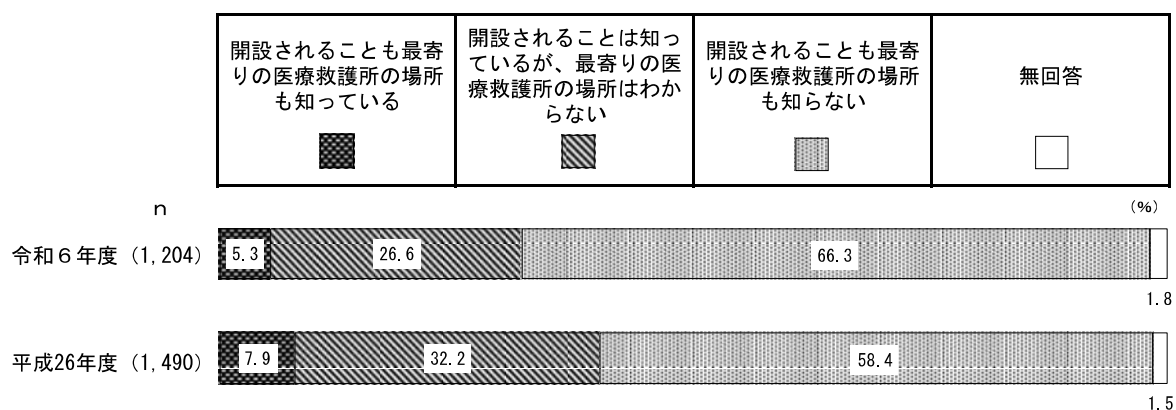 開設されることも最寄
りの医療救護所の場所
も知っている
開設されることは知っ
ているが、最寄りの医
療救護所の場所はわか
らない
開設されることも最寄
りの医療救護所の場所
も知らない
無回答
n
(%)
令和６年度 (1,204)
5.3
26.6
66.3
1.8
平成26年度 (1,490)
7.9
32.2
58.4
1.5